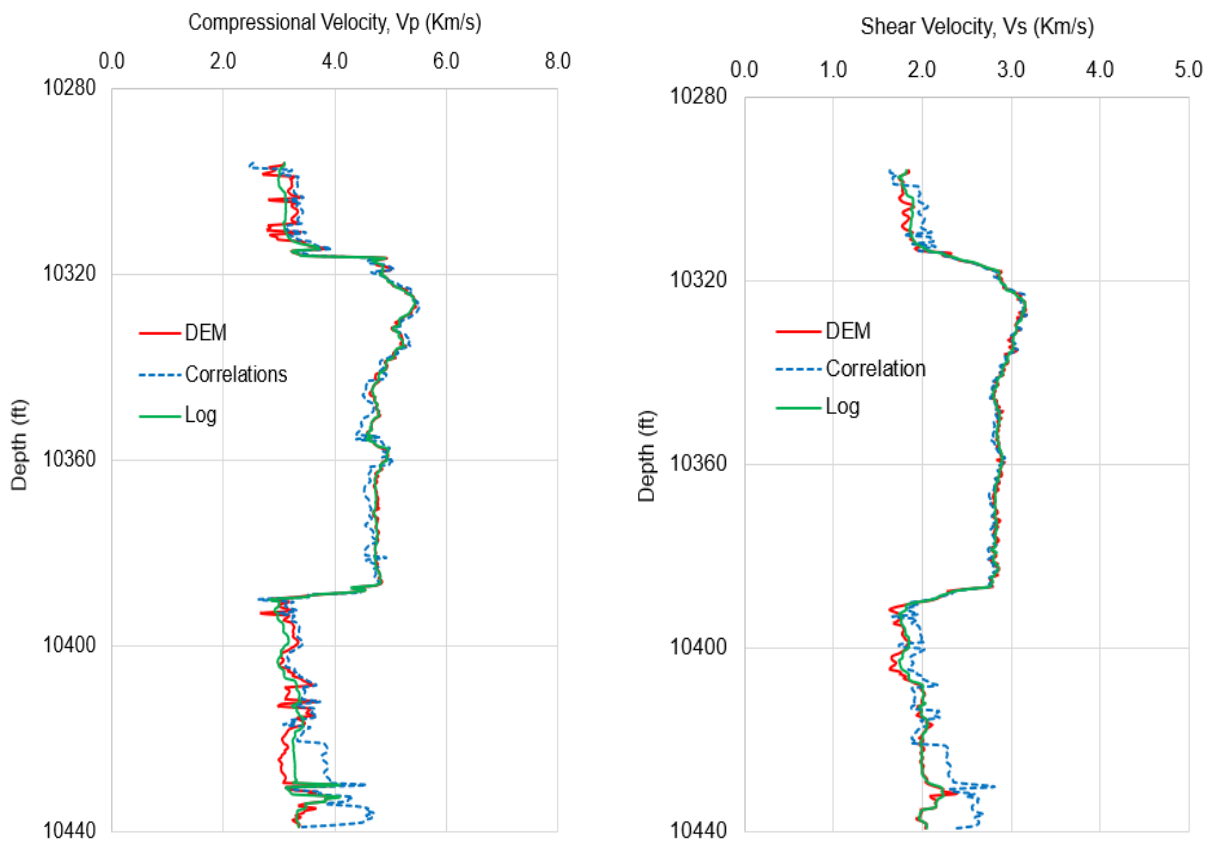 Compressional Velocity, Vp (Km/s)
0.0 2.0 4.0 6.0 8.0
10280
10320
10360
10400
10440
Depth (ft)
DEM
Correlations
Log
Shear Velocity, Vs (Km/s)
0.0 1.0 2.0 3.0 4.0 5.0
10280
10320
10360
10400
10440
Depth (ft)
DEM
Correlation
Log